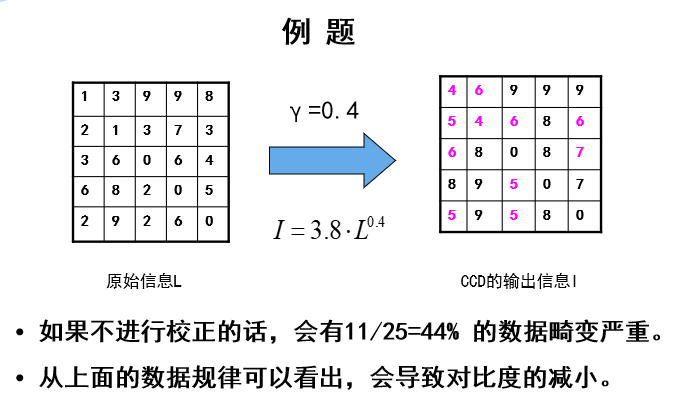 例 题
1 3 9 9 8
2 1 3 7 3
3 6 0 6 4
6 8 2 0 5
2 9 2 6 0
γ=0.4
I = 3.8·L^0.4
4 6 9 9 9
5 4 6 8 6
6 8 0 8 7
8 9 5 0 7
5 9 5 8 0
原始信息L
CCD的输出信息I
• 如果不进行校正的话，会有11/25=44% 的数据畸变严重。
• 从上面的数据规律可以看出，会导致对比度的减小。